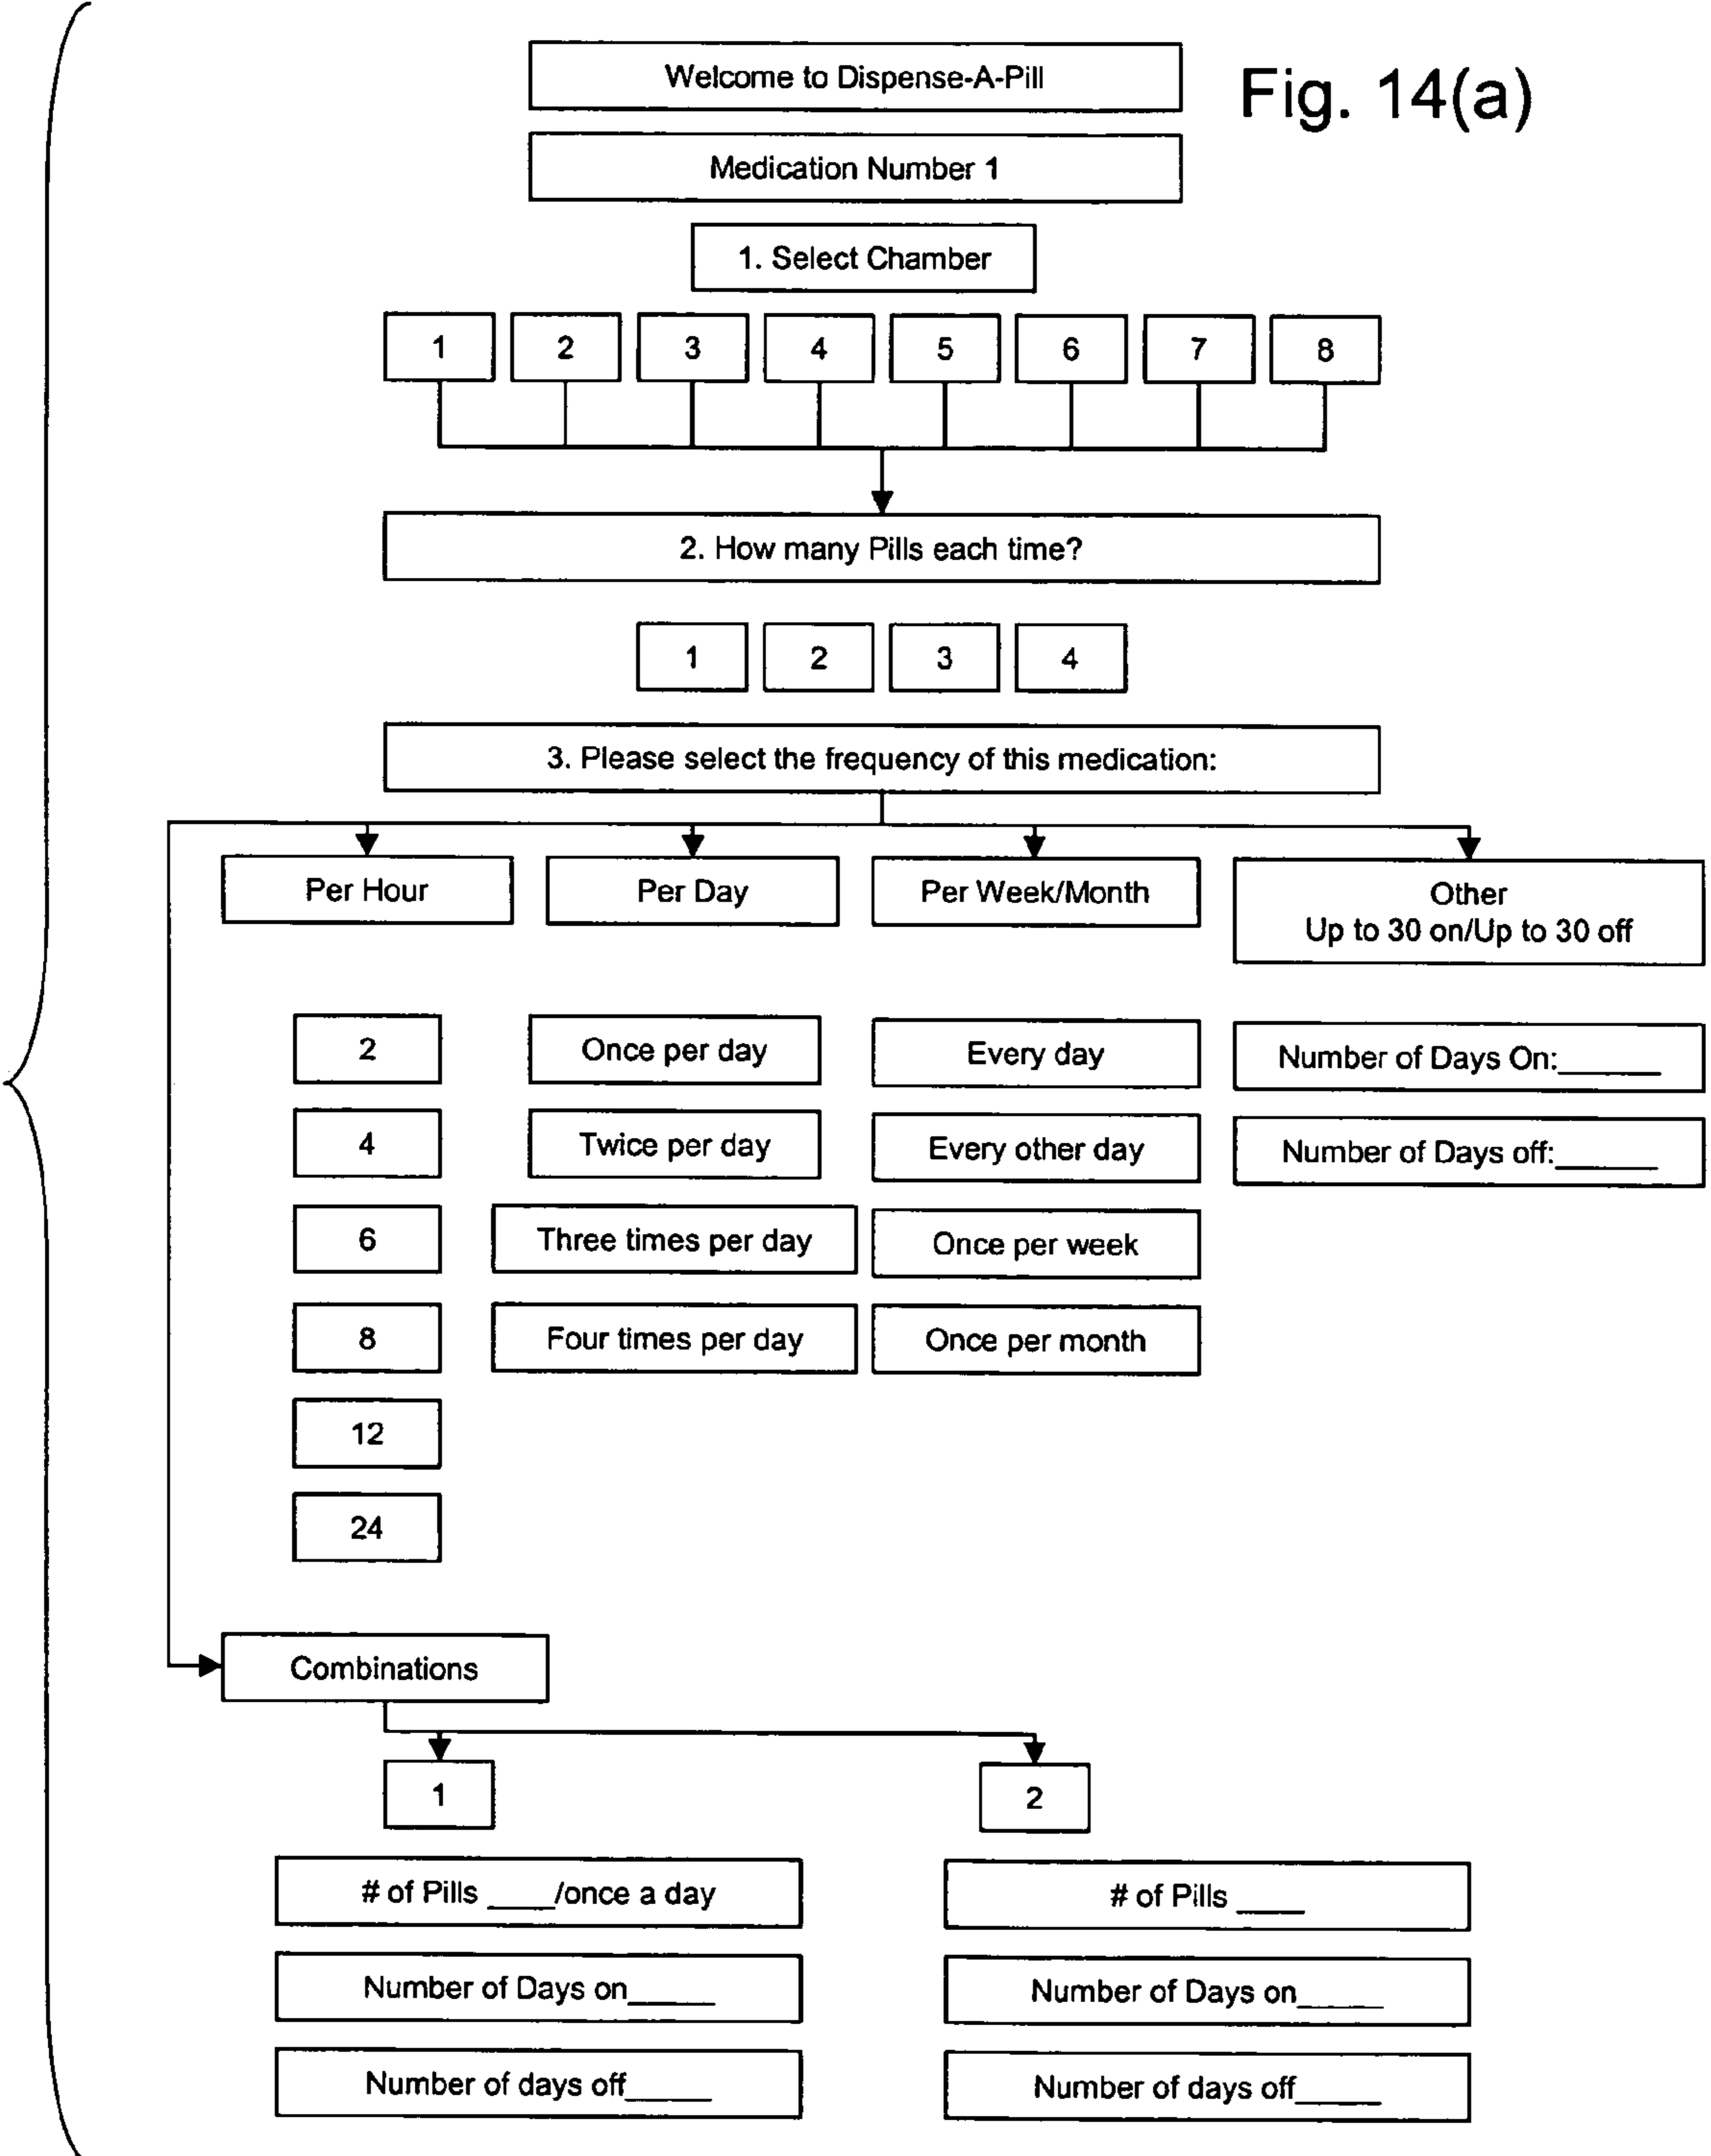 Fig. 14(a)
Welcome to Dispense-A-Pill
Medication Number 1
1. Select Chamber
1 2 3 4 5 6 7 8
2. How many Pills each time?
1 2 3 4
3. Please select the frequency of this medication:
Per Hour
Per Day
Per Week/Month
Other
Up to 30 on/Up to 30 off
2
4
6
8
12
24
Once per day
Twice per day
Three times per day
Four times per day
Every day
Every other day
Once per week
Once per month
Number of Days On:______
Number of Days off:______
Combinations
1
# of Pills ____/once a day
Number of Days on_____
Number of days off_____
2
# of Pills ____
Number of Days on_____
Number of days off_____